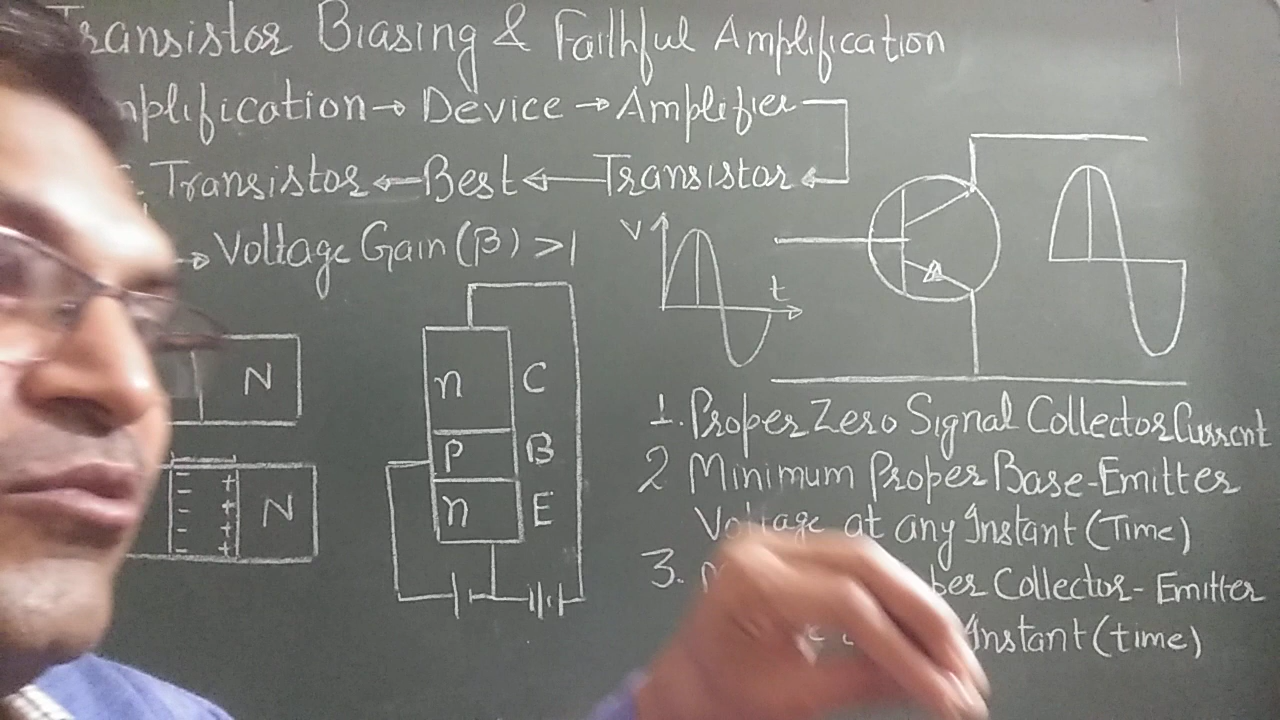 Transistor Biasing & Faithful Amplification
mplification → Device → Amplifier
Transistor ← Best ← Transistor
→ Voltage Gain (β) > 1
V
t
N
n C
P B
n E
N
1. Proper Zero Signal Collector Current
2 Minimum Proper Base-Emitter
Voltage at any Instant (Time)
3. Collector-Emitter
Instant (time)